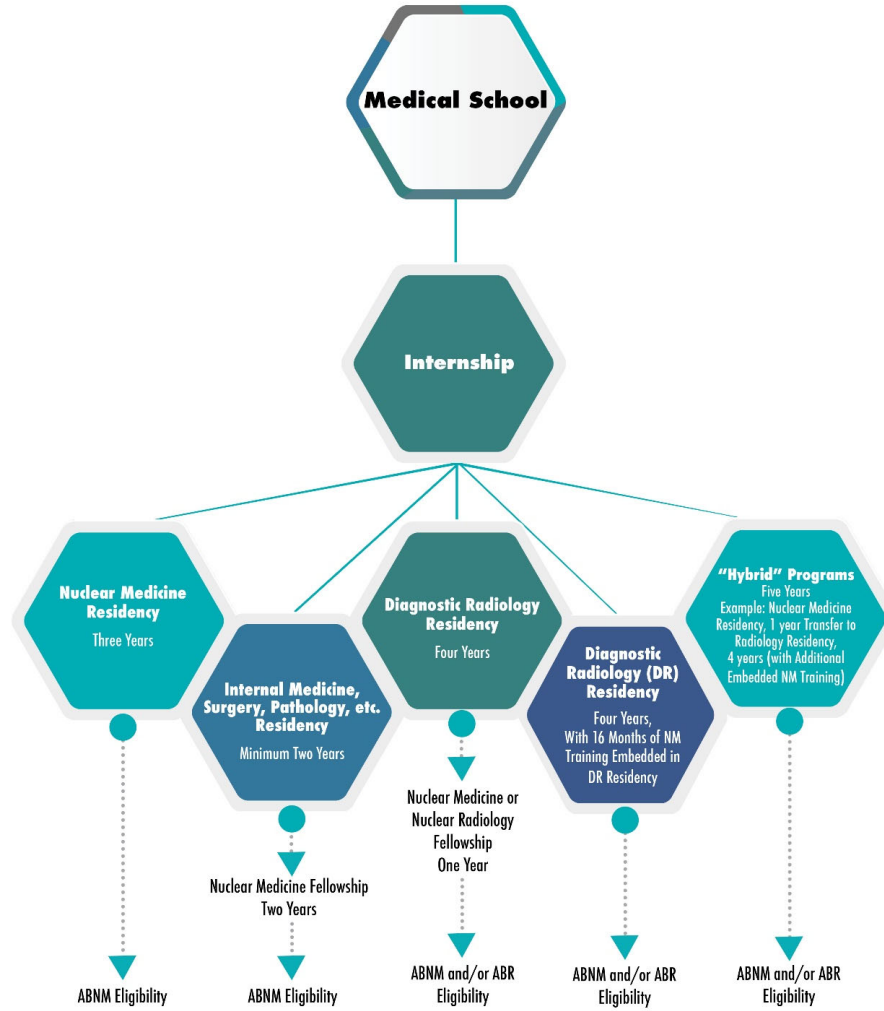 Medical School
Internship
Nuclear Medicine
Residency
Three Years
ABNM Eligibility
Internal Medicine,
Surgery, Pathology, etc.
Residency
Minimum Two Years
Nuclear Medicine Fellowship
Two Years
ABNM Eligibility
Diagnostic Radiology
Residency
Four Years
Nuclear Medicine or
Nuclear Radiology
Fellowship
One Year
ABNM and/or ABR
Eligibility
Diagnostic
Radiology (DR)
Residency
Four Years,
With 16 Months of NM
Training Embedded in
DR Residency
ABNM and/or ABR
Eligibility
“Hybrid” Programs
Five Years
Example: Nuclear Medicine
Residency, 1 year Transfer to
Radiology Residency,
4 years (with Additional
Embedded NM Training)
ABNM and/or ABR
Eligibility